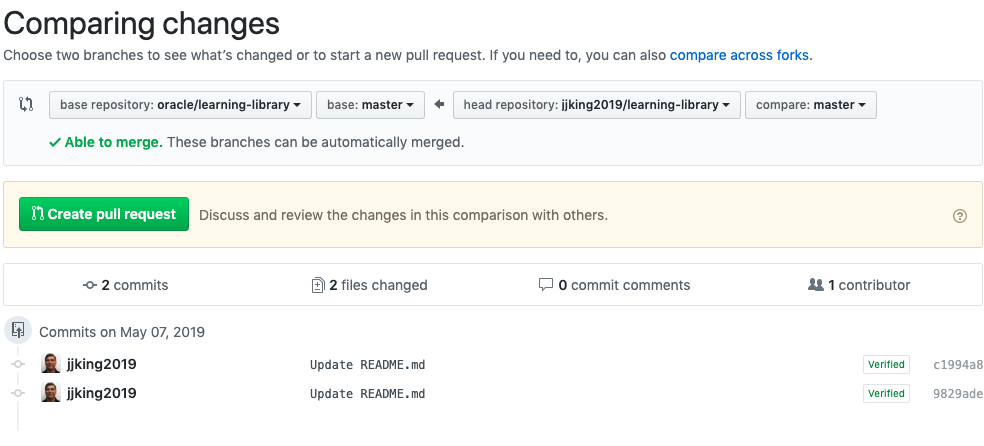 Comparing changes
Choose two branches to see what’s changed or to start a new pull request. If you need to, you can also compare across forks.
base repository: oracle/learning-library base: master head repository: jjking2019/learning-library compare: master
Able to merge. These branches can be automatically merged.
Create pull request Discuss and review the changes in this comparison with others.
2 commits 2 files changed 0 commit comments 1 contributor
Commits on May 07, 2019
jjking2019 Update README.md Verified c1994a8
jjking2019 Update README.md Verified 9829ade